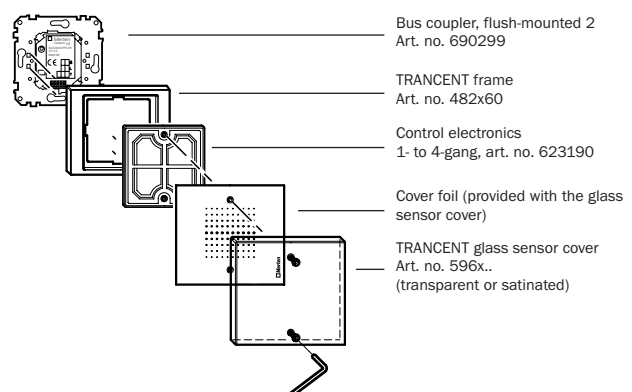 Bus coupler, flush-mounted 2
Art. no. 690299
TRANCENT frame
Art. no. 482x60
Control electronics
1- to 4-gang, art. no. 623190
Cover foil (provided with the glass
sensor cover)
TRANCENT glass sensor cover
Art. no. 596x..
(transparent or satinated)
Merten